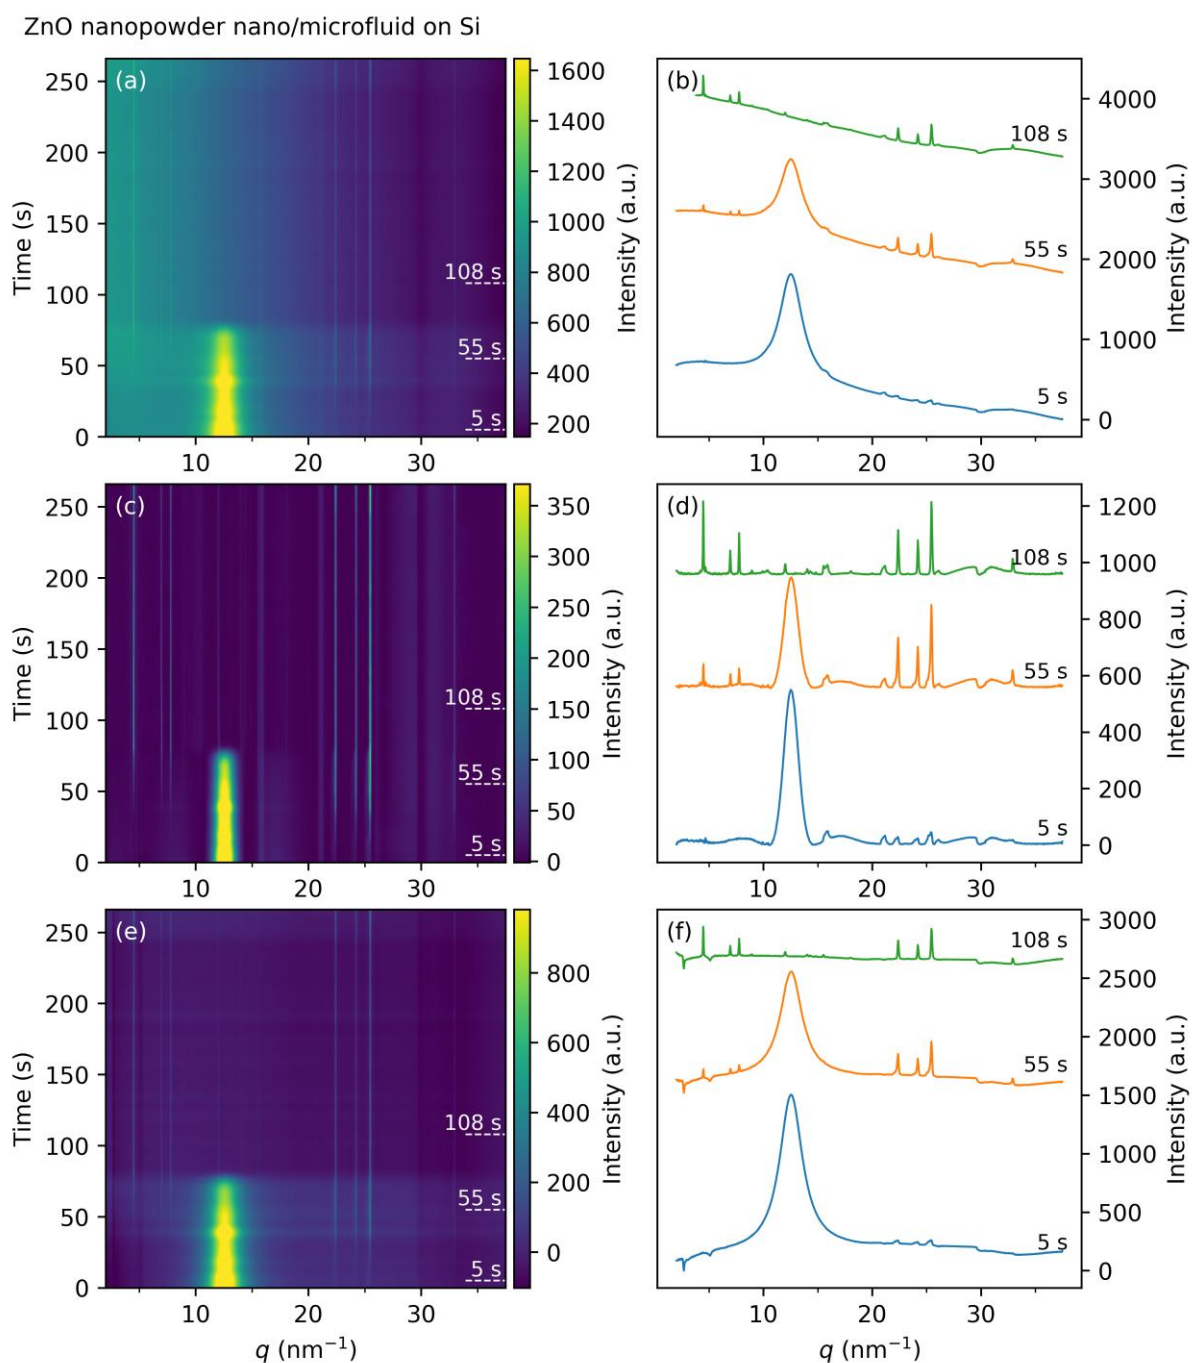 ZnO nanopowder nano/microfluid on Si
(a)
Time (s)
250
200
150
100
50
0
108 s
55 s
5 s
10 20 30
1600
1400
1200
1000
800
600
400
200
Intensity (a.u.)
(b)
108 s
55 s
5 s
10 20 30
4000
3000
2000
1000
0
Intensity (a.u.)
(c)
Time (s)
250
200
150
100
50
0
108 s
55 s
5 s
10 20 30
350
300
250
200
150
100
50
0
Intensity (a.u.)
(d)
108 s
55 s
5 s
10 20 30
1200
1000
800
600
400
200
0
Intensity (a.u.)
(e)
Time (s)
250
200
150
100
50
0
108 s
55 s
5 s
10 20 30
q (nm⁻¹)
800
600
400
200
0
Intensity (a.u.)
(f)
108 s
55 s
5 s
10 20 30
q (nm⁻¹)
3000
2500
2000
1500
1000
500
0
Intensity (a.u.)